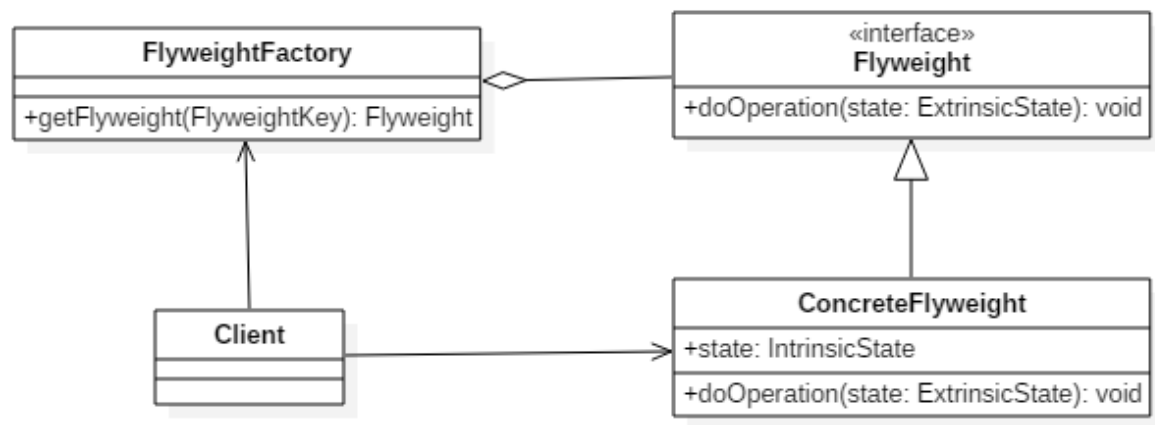 FlyweightFactory
+getFlyweight(FlyweightKey): Flyweight
«interface»
Flyweight
+doOperation(state: ExtrinsicState): void
Client
ConcreteFlyweight
+state: IntrinsicState
+doOperation(state: ExtrinsicState): void